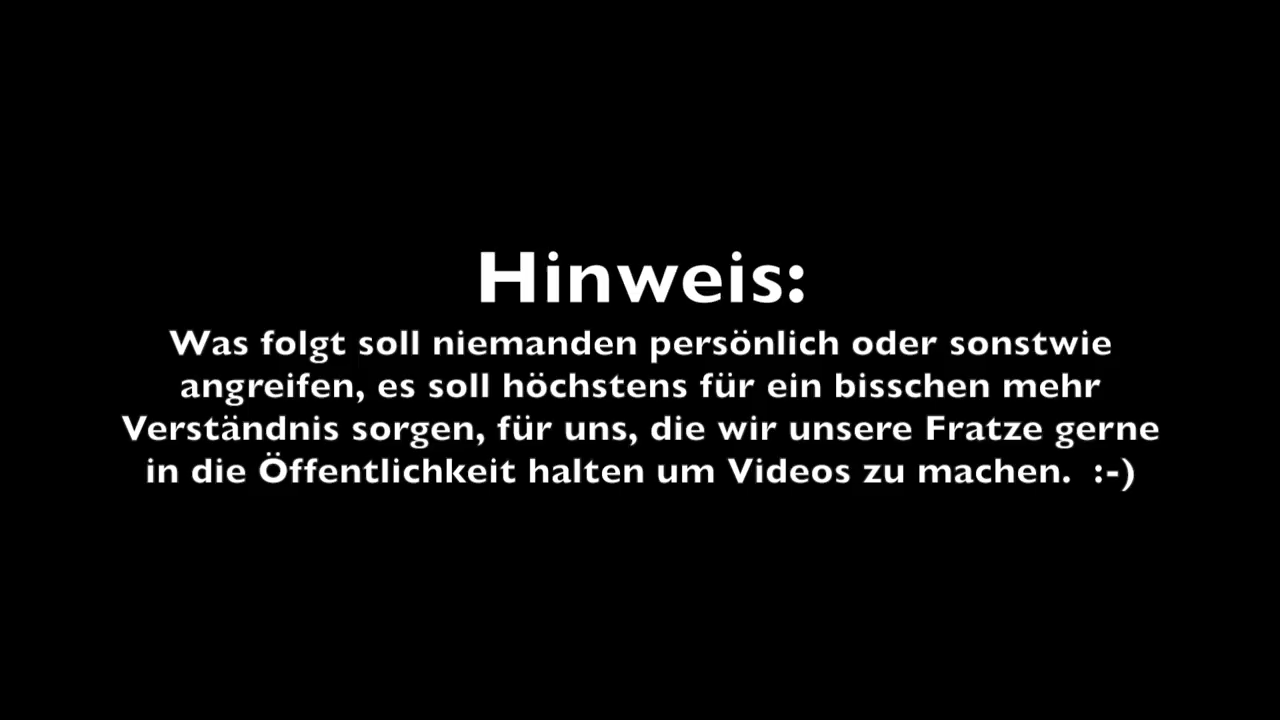 Hinweis:
Was folgt soll niemanden persönlich oder sonstwie
angreifen, es soll höchstens für ein bisschen mehr
Verständnis sorgen, für uns, die wir unsere Fratze gerne
in die Öffentlichkeit halten um Videos zu machen.  :-)